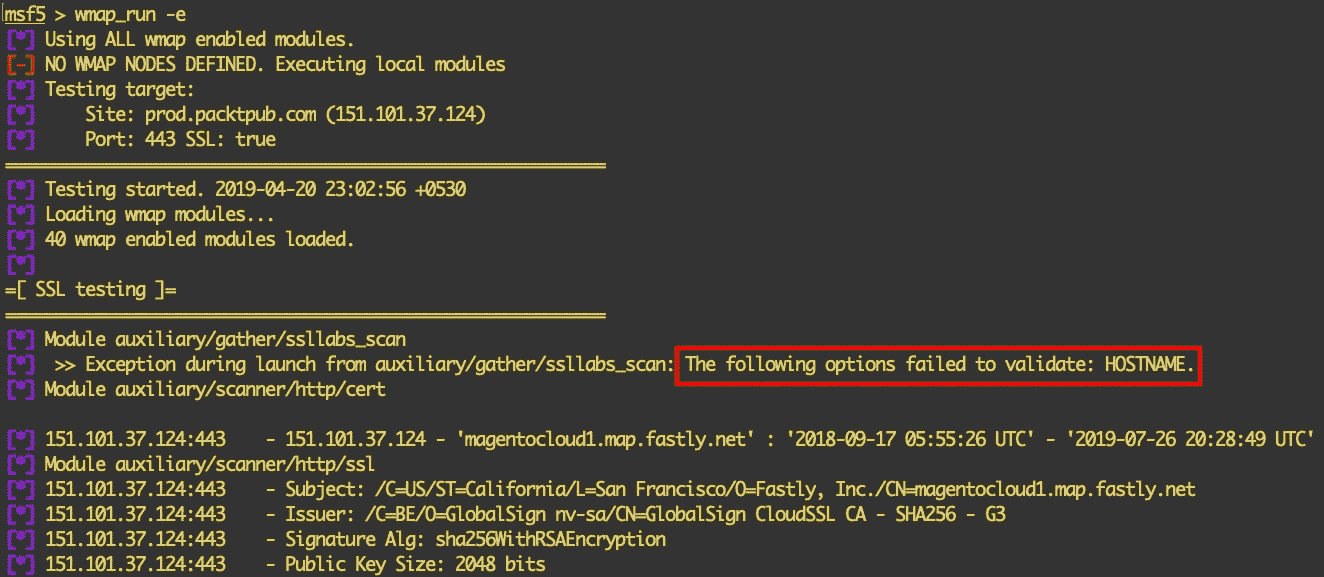 msf5 > wmap_run -e
[*] Using ALL wmap enabled modules.
[-] NO WMAP NODES DEFINED. Executing local modules
[*] Testing target:
[*]     Site: prod.packtpub.com (151.101.37.124)
[*]     Port: 443 SSL: true
============================================================
[*] Testing started. 2019-04-20 23:02:56 +0530
[*] Loading wmap modules...
[*] 40 wmap enabled modules loaded.
[*]
=[ SSL testing ]=
============================================================
[*] Module auxiliary/gather/ssllabs_scan
[*]  >> Exception during launch from auxiliary/gather/ssllabs_scan: The following options failed to validate: HOSTNAME.
[*] Module auxiliary/scanner/http/cert
[*] 151.101.37.124:443    - 151.101.37.124 - 'magentocloud1.map.fastly.net' : '2018-09-17 05:55:26 UTC' - '2019-07-26 20:28:49 UTC'
[*] Module auxiliary/scanner/http/ssl
[*] 151.101.37.124:443    - Subject: /C=US/ST=California/L=San Francisco/O=Fastly, Inc./CN=magentocloud1.map.fastly.net
[*] 151.101.37.124:443    - Issuer: /C=BE/O=GlobalSign nv-sa/CN=GlobalSign CloudSSL CA - SHA256 - G3
[*] 151.101.37.124:443    - Signature Alg: sha256WithRSAEncryption
[*] 151.101.37.124:443    - Public Key Size: 2048 bits